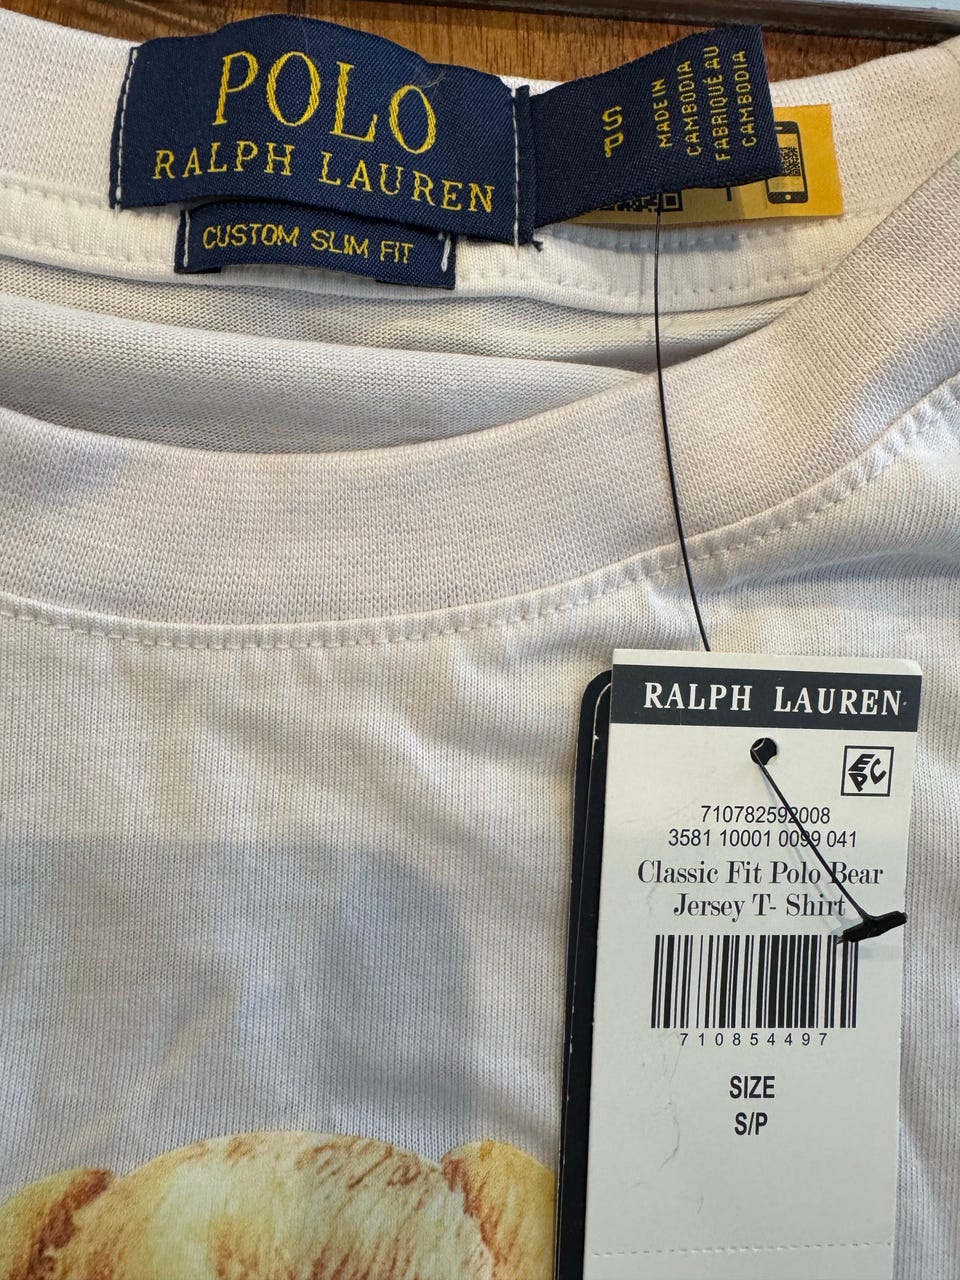 POLO
RALPH LAUREN
CUSTOM SLIM FIT
S
P
MADE IN
CAMBODIA
FABRIQUÉ AU
CAMBODIA
RALPH LAUREN
EPC
710782592008
3581 10001 0099 041
Classic Fit Polo Bear
Jersey T- Shirt
710854497
SIZE
S/P